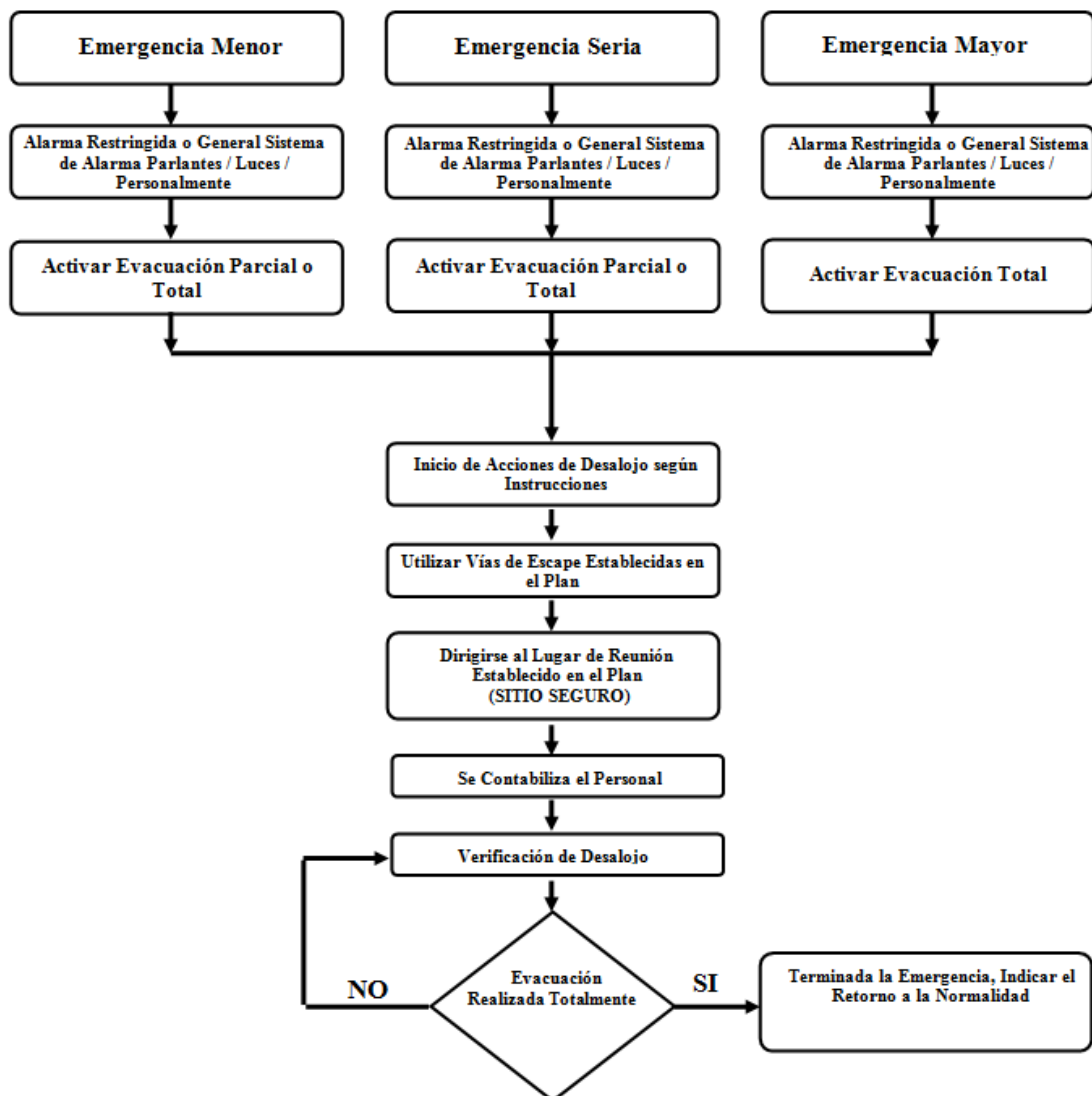 Emergencia Menor
Emergencia Seria
Emergencia Mayor
Alarma Restringida o General Sistema
de Alarma Parlantes / Luces /
Personalmente
Alarma Restringida o General Sistema
de Alarma Parlantes / Luces /
Personalmente
Alarma Restringida o General Sistema
de Alarma Parlantes / Luces /
Personalmente
Activar Evacuación Parcial o
Total
Activar Evacuación Parcial o
Total
Activar Evacuación Total
Inicio de Acciones de Desalojo según
Instrucciones
Utilizar Vías de Escape Establecidas en
el Plan
Dirigirse al Lugar de Reunión
Establecido en el Plan
(SITIO SEGURO)
Se Contabiliza el Personal
Verificación de Desalojo
Evacuación
Realizada Totalmente
NO
SI
Terminada la Emergencia, Indicar el
Retorno a la Normalidad